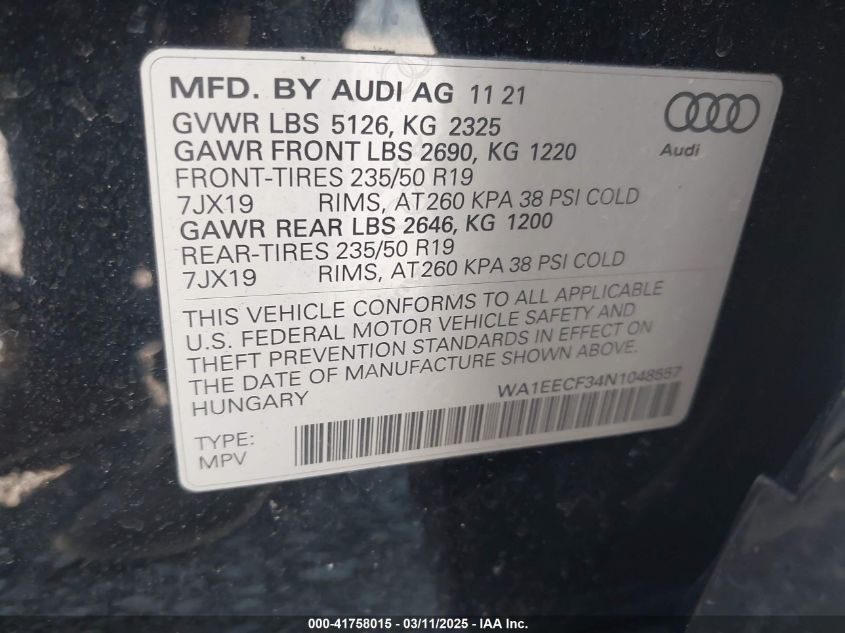 MFD. BY AUDI AG 11 21
GVWR LBS 5126, KG 2325
GAWR FRONT LBS 2690, KG 1220
FRONT-TIRES 235/50 R19
7JX19 RIMS, AT 260 KPA 38 PSI COLD
GAWR REAR LBS 2646, KG 1200
REAR-TIRES 235/50 R19
7JX19 RIMS, AT 260 KPA 38 PSI COLD
Audi
THIS VEHICLE CONFORMS TO ALL APPLICABLE
U.S. FEDERAL MOTOR VEHICLE SAFETY AND
THEFT PREVENTION STANDARDS IN EFFECT ON
THE DATE OF MANUFACTURE SHOWN ABOVE.
HUNGARY WA1EECF34N1048557
TYPE:
MPV
000-41758015 - 03/11/2025 - IAA Inc.